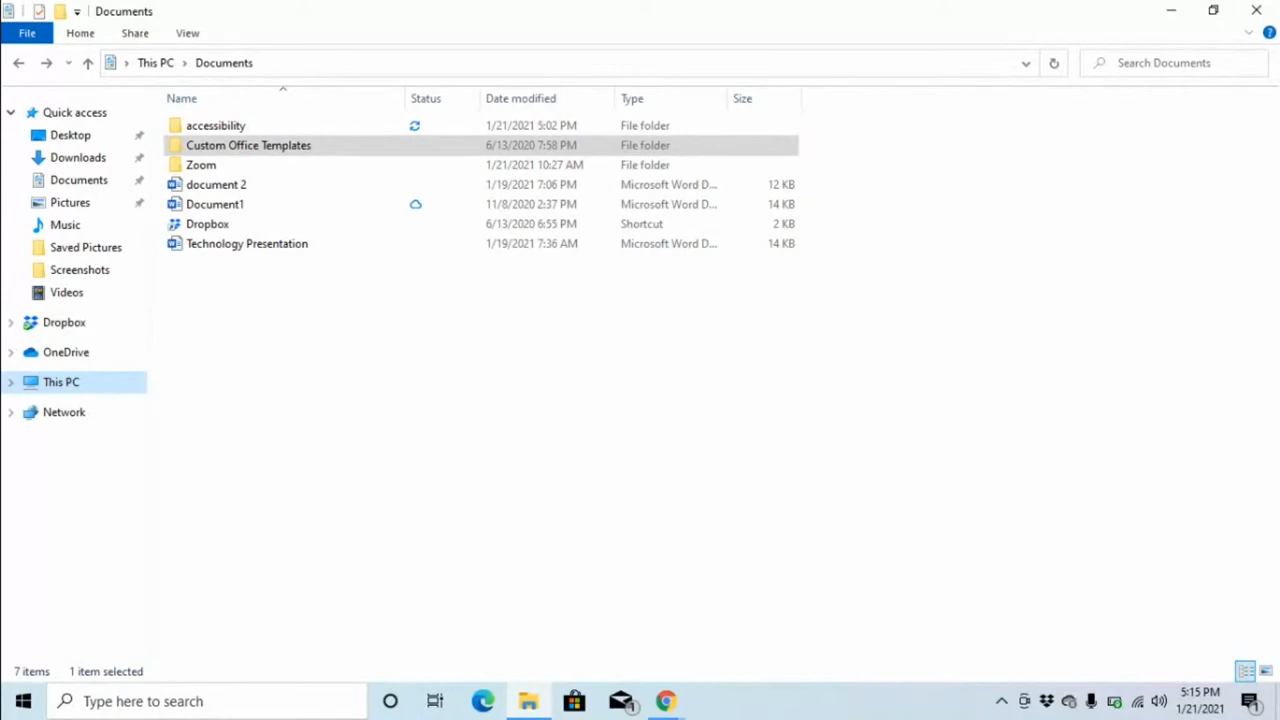 Documents
File Home Share View
This PC Documents Search Documents
Name Status Date modified Type Size
Quick access
Desktop
Downloads
Documents
Pictures
Music
Saved Pictures
Screenshots
Videos
Dropbox
OneDrive
This PC
Network
accessibility 1/21/2021 5:02 PM File folder
Custom Office Templates 6/13/2020 7:58 PM File folder
Zoom 1/21/2021 10:27 AM File folder
document 2 1/19/2021 7:06 PM Microsoft Word D... 12 KB
Document1 11/8/2020 2:37 PM Microsoft Word D... 14 KB
Dropbox 6/13/2020 6:55 PM Shortcut 2 KB
Technology Presentation 1/19/2021 7:36 AM Microsoft Word D... 14 KB
7 items 1 item selected
Type here to search 1 5:15 PM
1/21/2021 1